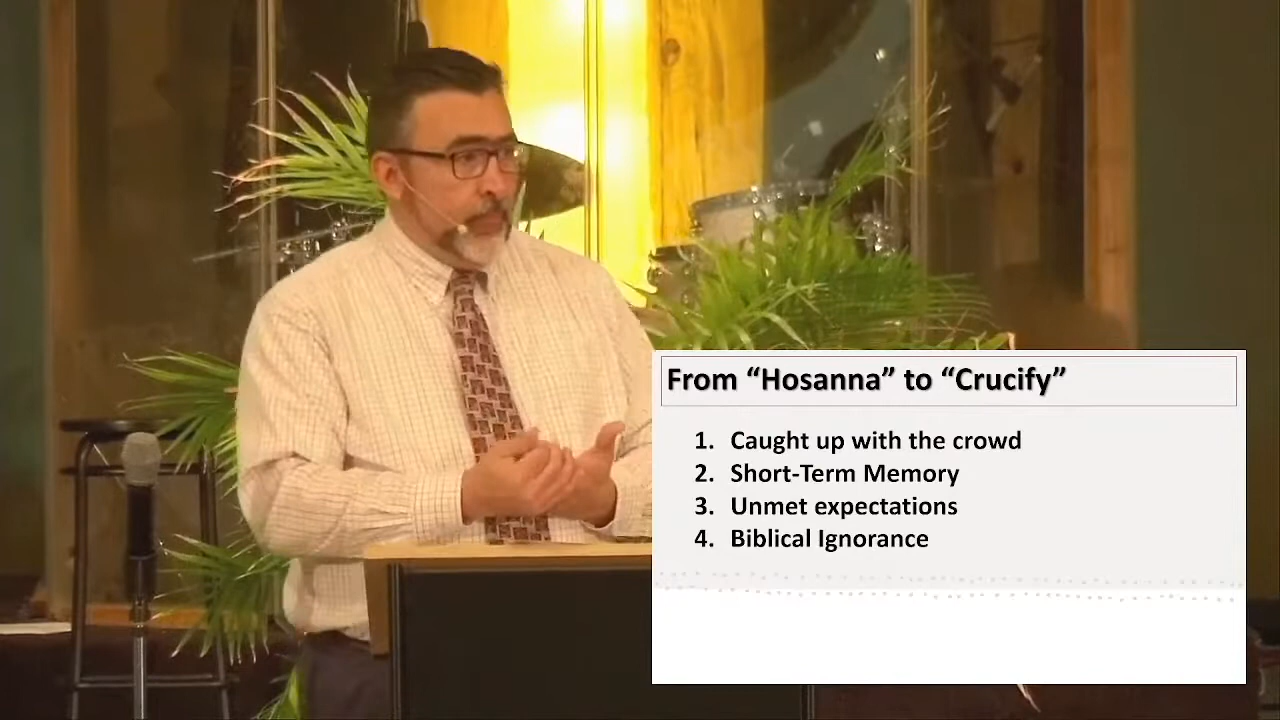 From “Hosanna” to “Crucify”
1. Caught up with the crowd
2. Short-Term Memory
3. Unmet expectations
4. Biblical Ignorance